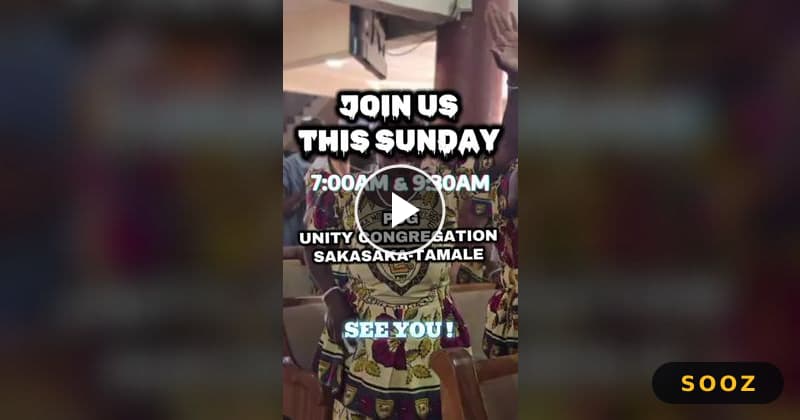 JOIN US
THIS SUNDAY
7:00AM & 9:30AM
UNITY CONGREGATION
SAKASAKA-TAMALE
SEE YOU!
SOOZ